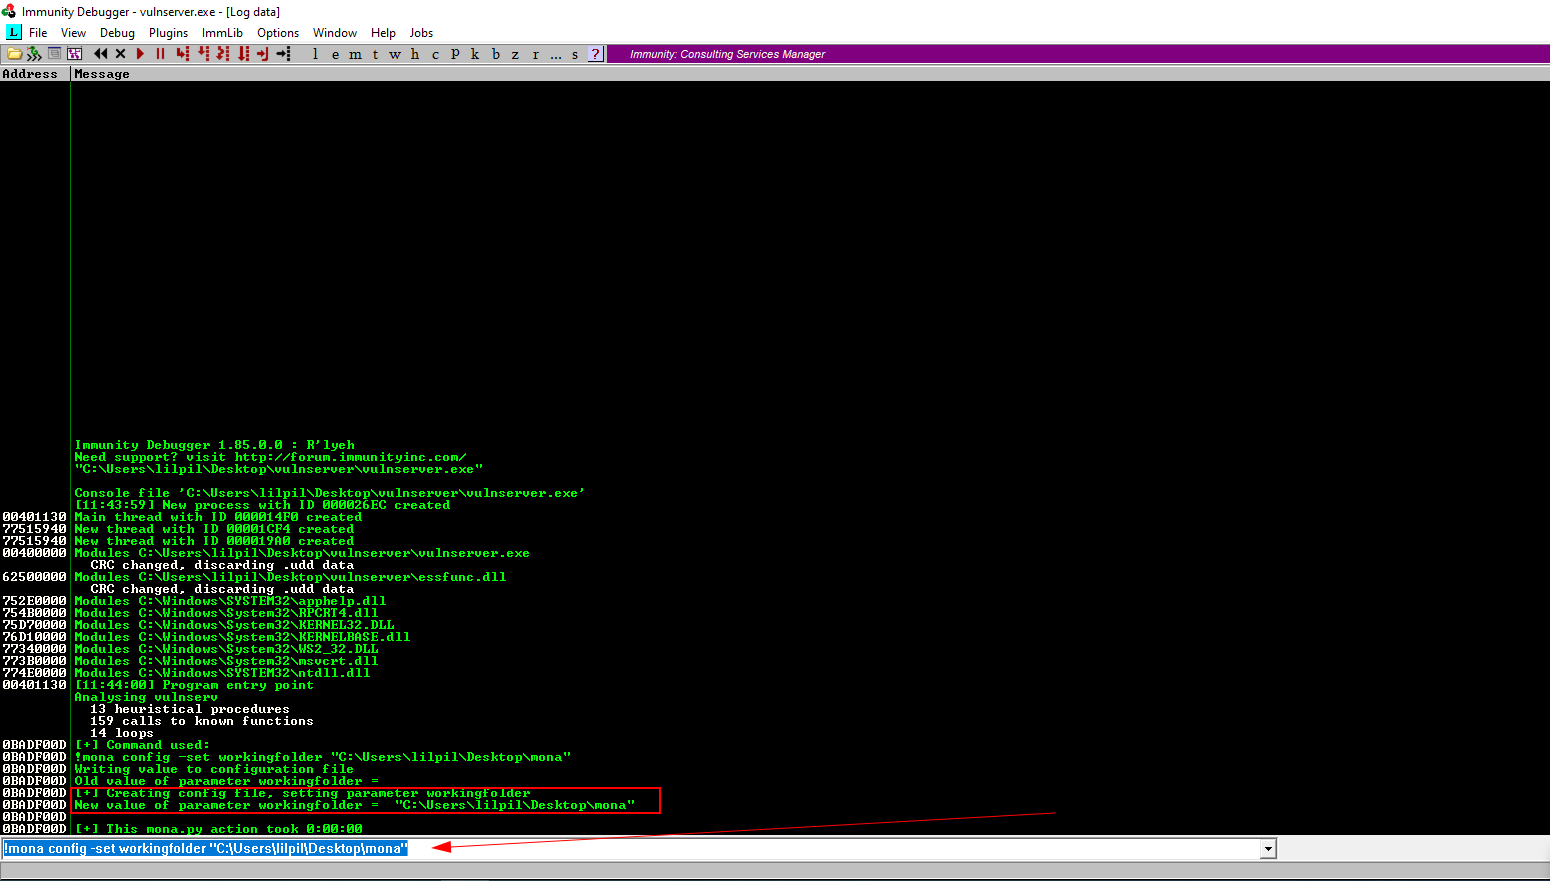 Immunity Debugger - vulnserver.exe - [Log data]
L File View Debug Plugins ImmLib Options Window Help Jobs
l e m t w h c P k b z r ... s ? Immunity: Consulting Services Manager
Address Message
Immunity Debugger 1.85.0.0 : R'lyeh
Need support? visit http://forum.immunityinc.com/
"C:\Users\lilpil\Desktop\vulnserver\vulnserver.exe"
Console file 'C:\Users\lilpil\Desktop\vulnserver\vulnserver.exe'
[11:43:59] New process with ID 000026EC created
00401130 Main thread with ID 000014F0 created
77515940 New thread with ID 00001CF4 created
77515940 New thread with ID 000019A0 created
00400000 Modules C:\Users\lilpil\Desktop\vulnserver\vulnserver.exe
CRC changed, discarding .udd data
62500000 Modules C:\Users\lilpil\Desktop\vulnserver\essfunc.dll
CRC changed, discarding .udd data
752E0000 Modules C:\Windows\SYSTEM32\apphelp.dll
754B0000 Modules C:\Windows\System32\RPCRT4.dll
75D70000 Modules C:\Windows\System32\KERNEL32.DLL
76D10000 Modules C:\Windows\System32\KERNELBASE.dll
77340000 Modules C:\Windows\System32\WS2_32.DLL
773B0000 Modules C:\Windows\System32\msvcrt.dll
774E0000 Modules C:\Windows\SYSTEM32\ntdll.dll
00401130 [11:44:00] Program entry point
Analysing vulnserv
13 heuristical procedures
159 calls to known functions
14 loops
0BADF00D [+] Command used:
0BADF00D !mona config -set workingfolder "C:\Users\lilpil\Desktop\mona"
0BADF00D Writing value to configuration file
0BADF00D Old value of parameter workingfolder =
0BADF00D [+] Creating config file, setting parameter workingfolder
0BADF00D New value of parameter workingfolder = "C:\Users\lilpil\Desktop\mona"
0BADF00D
0BADF00D [+] This mona.py action took 0:00:00
!mona config -set workingfolder "C:\Users\lilpil\Desktop\mona"